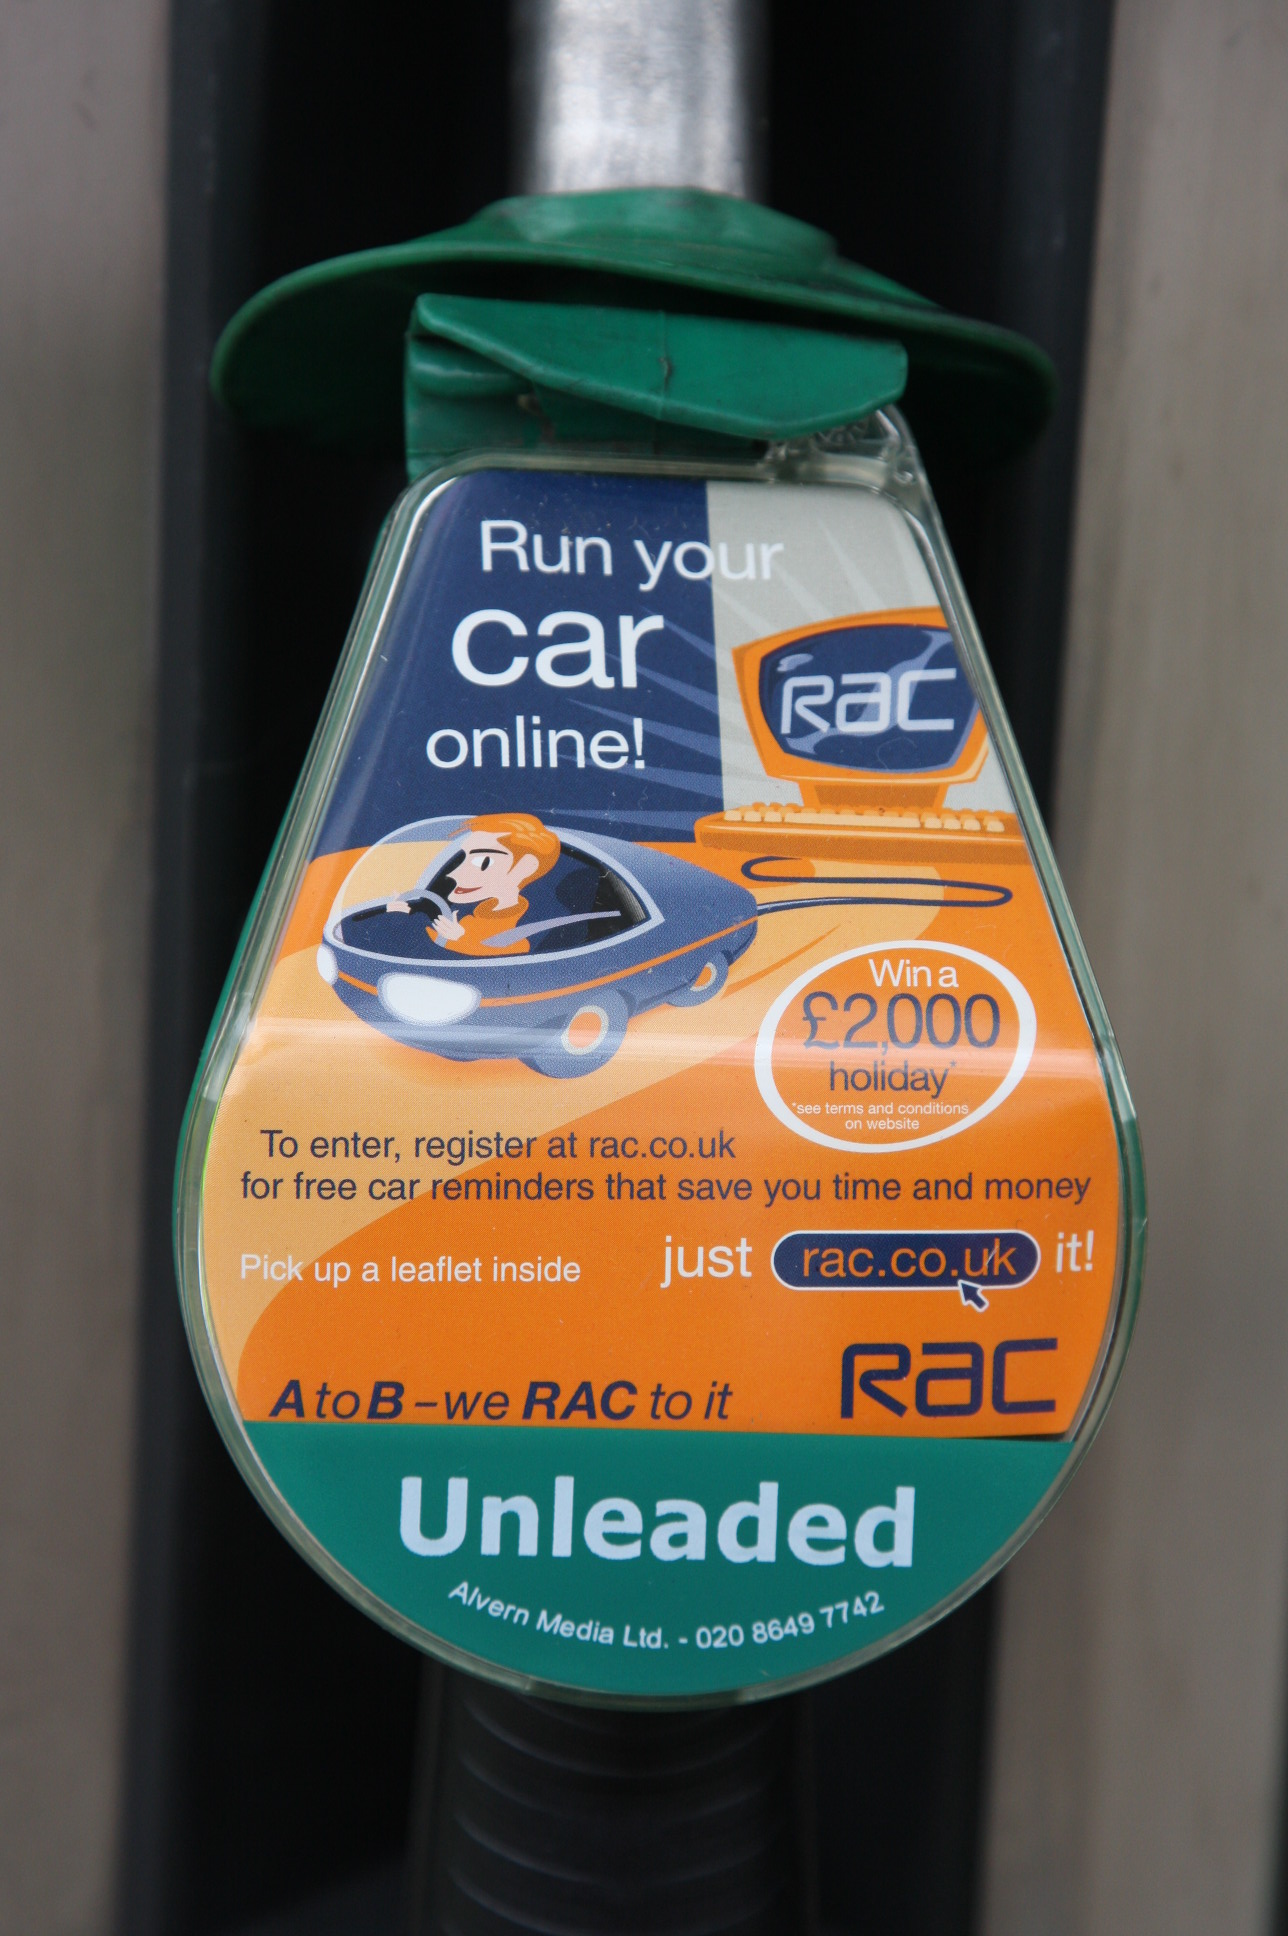 Run your
car
online!
RAC
Win a
£2,000
holiday*
*see terms and conditions
on website
To enter, register at rac.co.uk
for free car reminders that save you time and money
Pick up a leaflet inside
just rac.co.uk it!
RAC
A to B – we RAC to it
Unleaded
Alvern Media Ltd. - 020 8649 7742